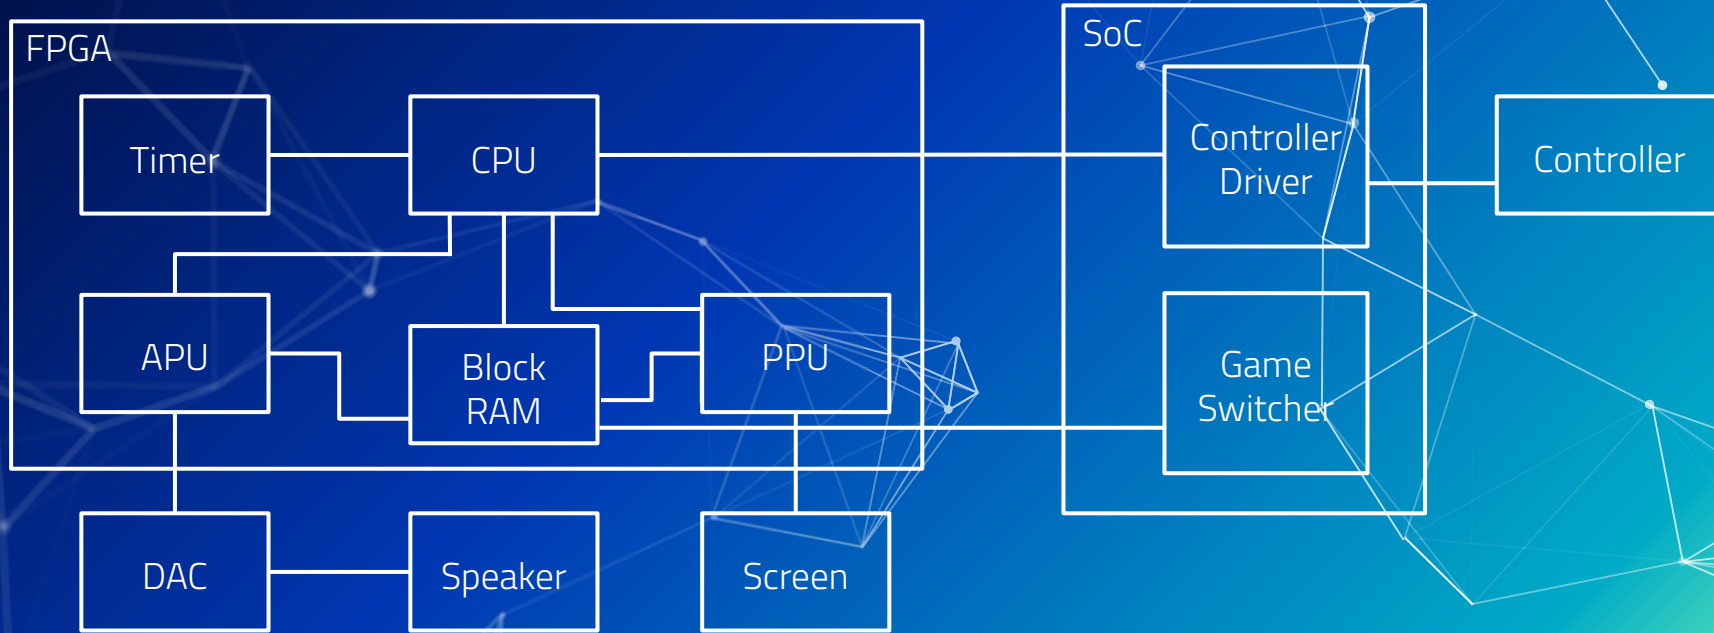 FPGA
SoC
Timer
CPU
Controller
Driver
Controller
APU
Block
RAM
PPU
Game
Switcher
DAC
Speaker
Screen